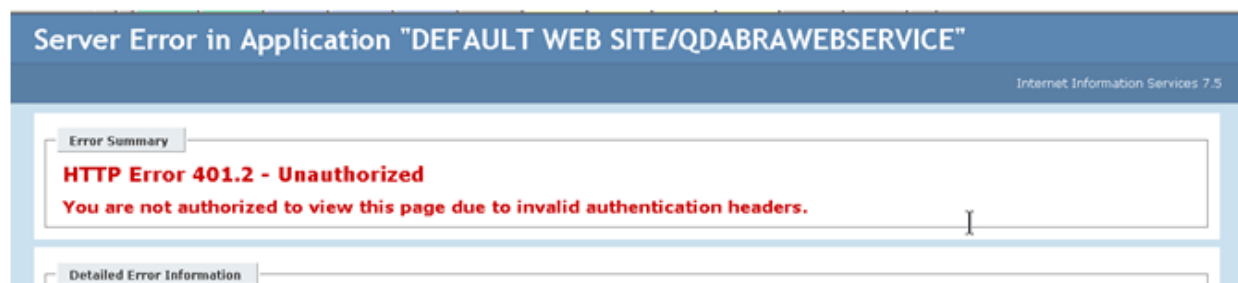 Server Error in Application "DEFAULT WEB SITE/QDABRAWEBSERVICE"
Internet Information Services 7.5
Error Summary
HTTP Error 401.2 - Unauthorized
You are not authorized to view this page due to invalid authentication headers.
Detailed Error Information